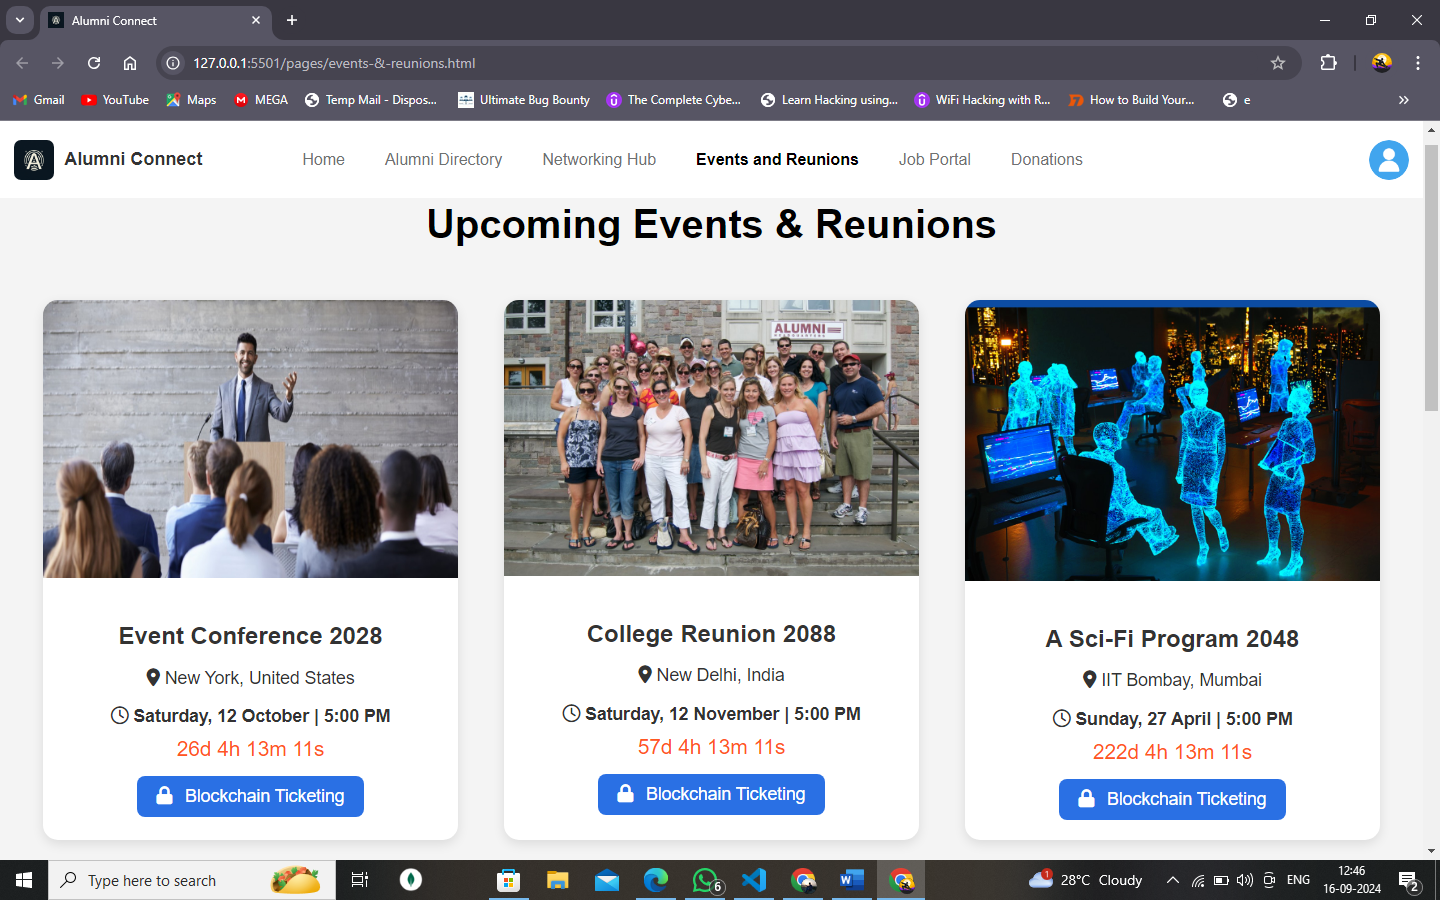 Alumni Connect
127.0.0.1:5501/pages/events-&-reunions.html
Gmail
YouTube
Maps
MEGA
Temp Mail - Dispos...
Ultimate Bug Bounty
The Complete Cybe...
Learn Hacking using...
WiFi Hacking with R...
How to Build Your...
e
Alumni Connect
Home
Alumni Directory
Networking Hub
Events and Reunions
Job Portal
Donations
Upcoming Events & Reunions
ALUMNI
Event Conference 2028
New York, United States
Saturday, 12 October | 5:00 PM
26d 4h 13m 11s
Blockchain Ticketing
College Reunion 2088
New Delhi, India
Saturday, 12 November | 5:00 PM
57d 4h 13m 11s
Blockchain Ticketing
A Sci-Fi Program 2048
IIT Bombay, Mumbai
Sunday, 27 April | 5:00 PM
222d 4h 13m 11s
Blockchain Ticketing
Type here to search
6
1
28°C Cloudy
ENG
12:46
16-09-2024
2